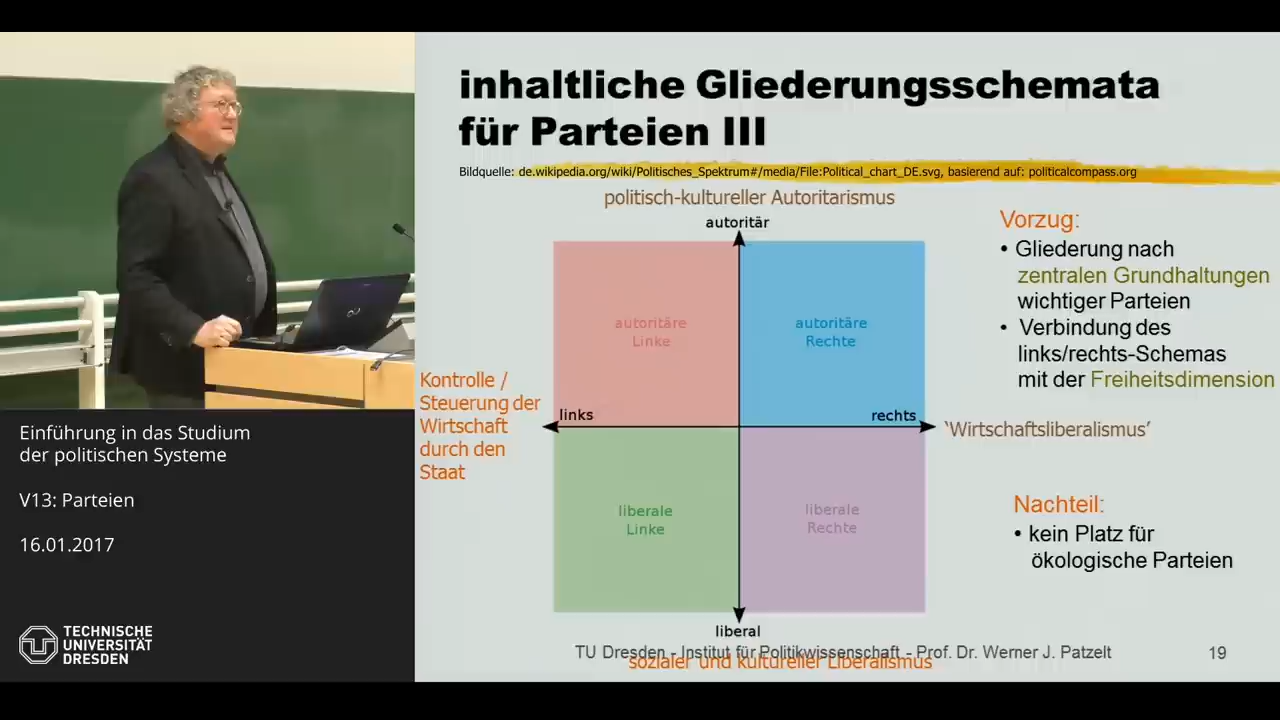 inhaltliche Gliederungsschemata
für Parteien III
Bildquelle: de.wikipedia.org/wiki/Politisches_Spektrum#/media/File:Political_chart_DE.svg, basierend auf: politicalcompass.org
politisch-kultureller Autoritarismus
autoritär
autoritäre
Linke
autoritäre
Rechte
Kontrolle /
Steuerung der
Wirtschaft
durch den
Staat
links
rechts
‘Wirtschaftsliberalismus’
liberale
Linke
liberale
Rechte
liberal
sozialer und kultureller Liberalismus
Vorzug:
• Gliederung nach
zentralen Grundhaltungen
wichtiger Parteien
• Verbindung des
links/rechts-Schemas
mit der Freiheitsdimension
Nachteil:
• kein Platz für
ökologische Parteien
TU Dresden - Institut für Politikwissenschaft - Prof. Dr. Werner J. Patzelt
19
Einführung in das Studium
der politischen Systeme
V13: Parteien
16.01.2017
TECHNISCHE
UNIVERSITÄT
DRESDEN